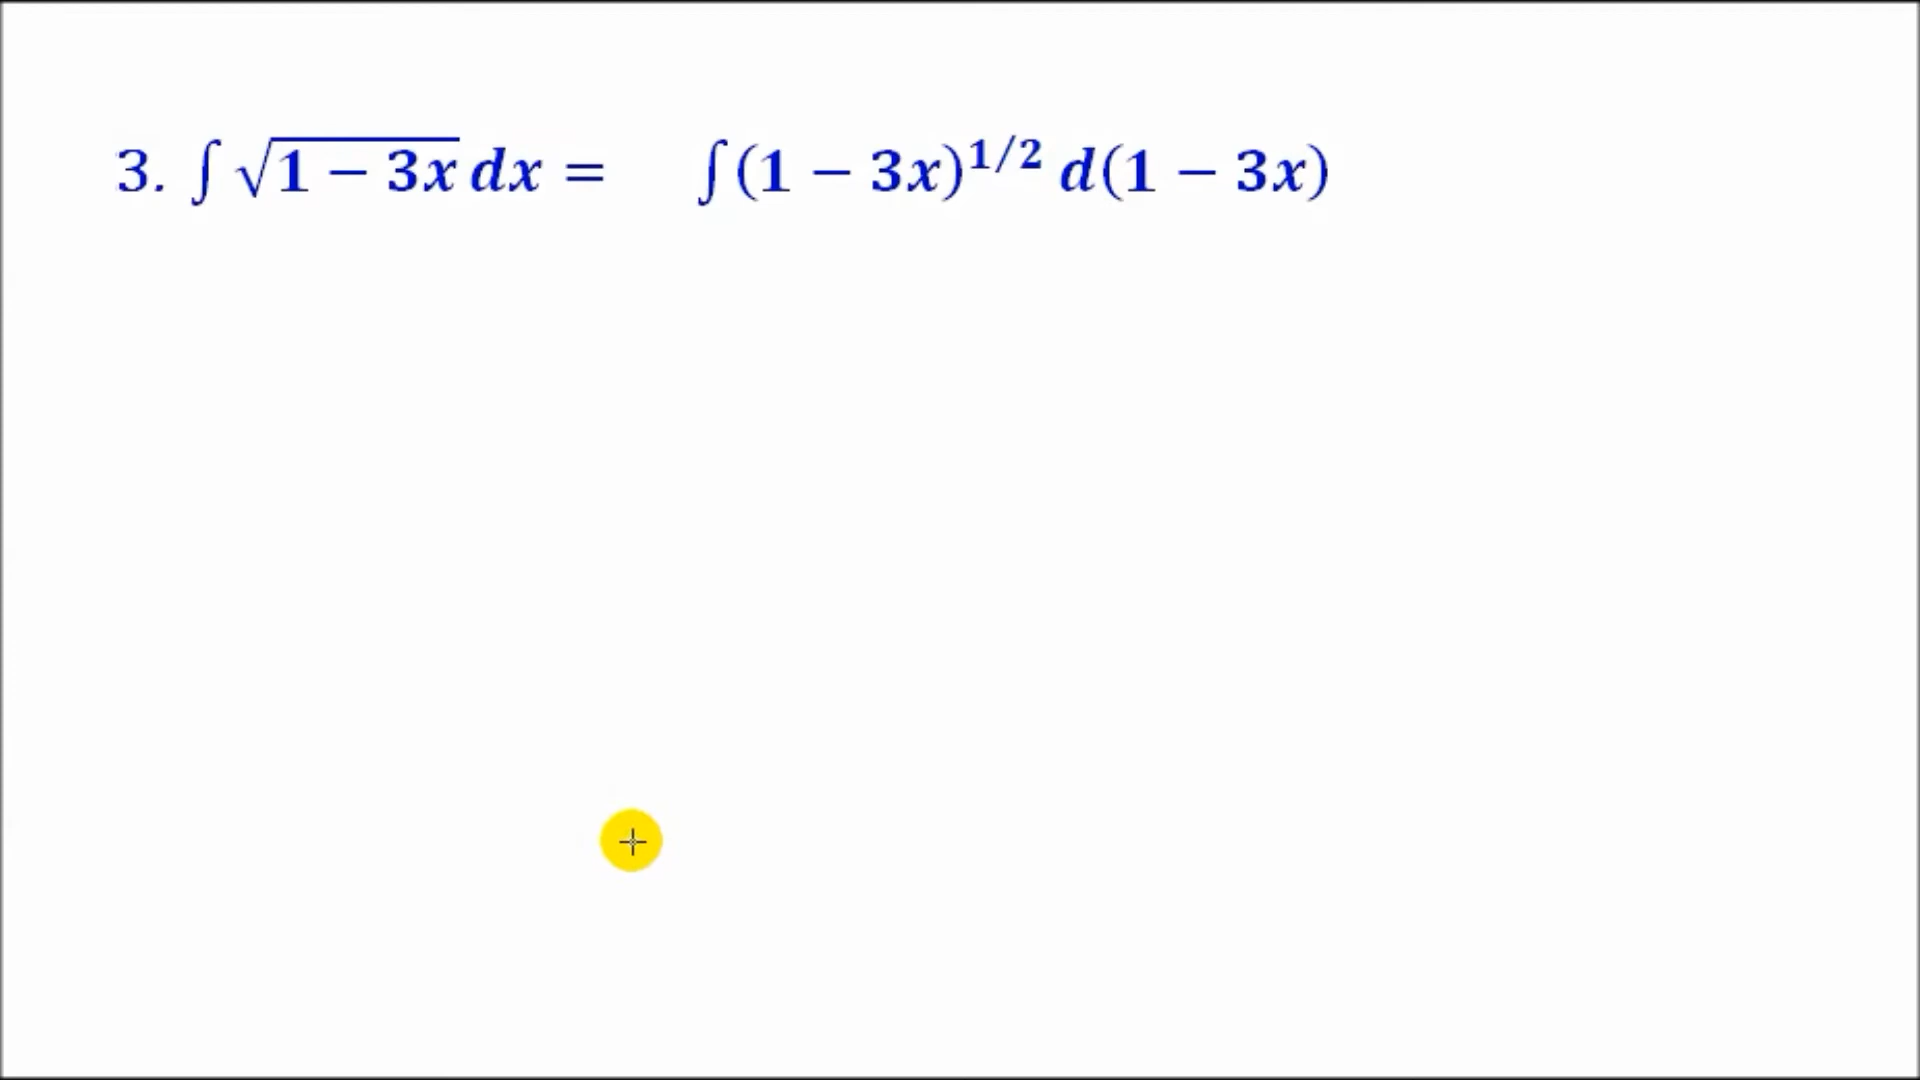 3. ∫ √1 − 3x dx = ∫(1 − 3x)^1/2 d(1 − 3x)